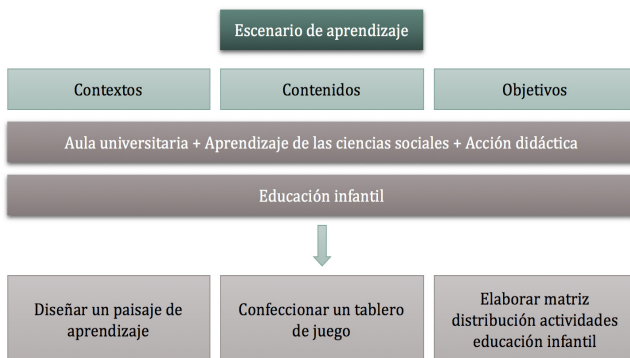 Escenario de aprendizaje
Contextos
Contenidos
Objetivos
Aula universitaria + Aprendizaje de las ciencias sociales + Acción didáctica
Educación infantil
Diseñar un paisaje de
aprendizaje
Confeccionar un tablero
de juego
Elaborar matriz
distribución actividades
educación infantil